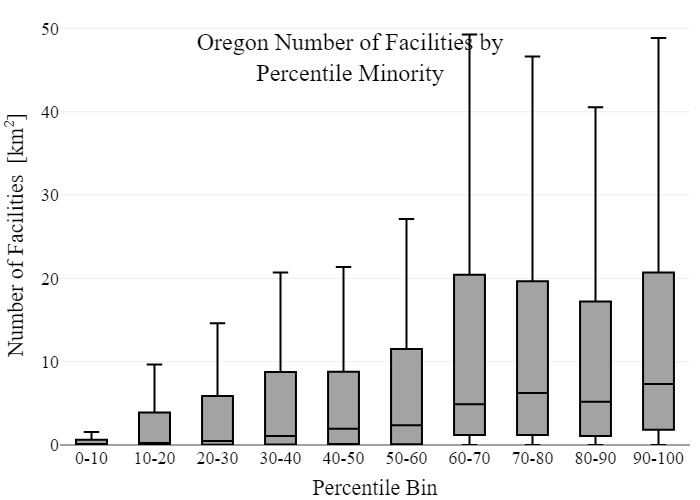 Oregon Number of Facilities by
Percentile Minority
Number of Facilities [km²]
50
40
30
20
10
0
0-10 10-20 20-30 30-40 40-50 50-60 60-70 70-80 80-90 90-100
Percentile Bin